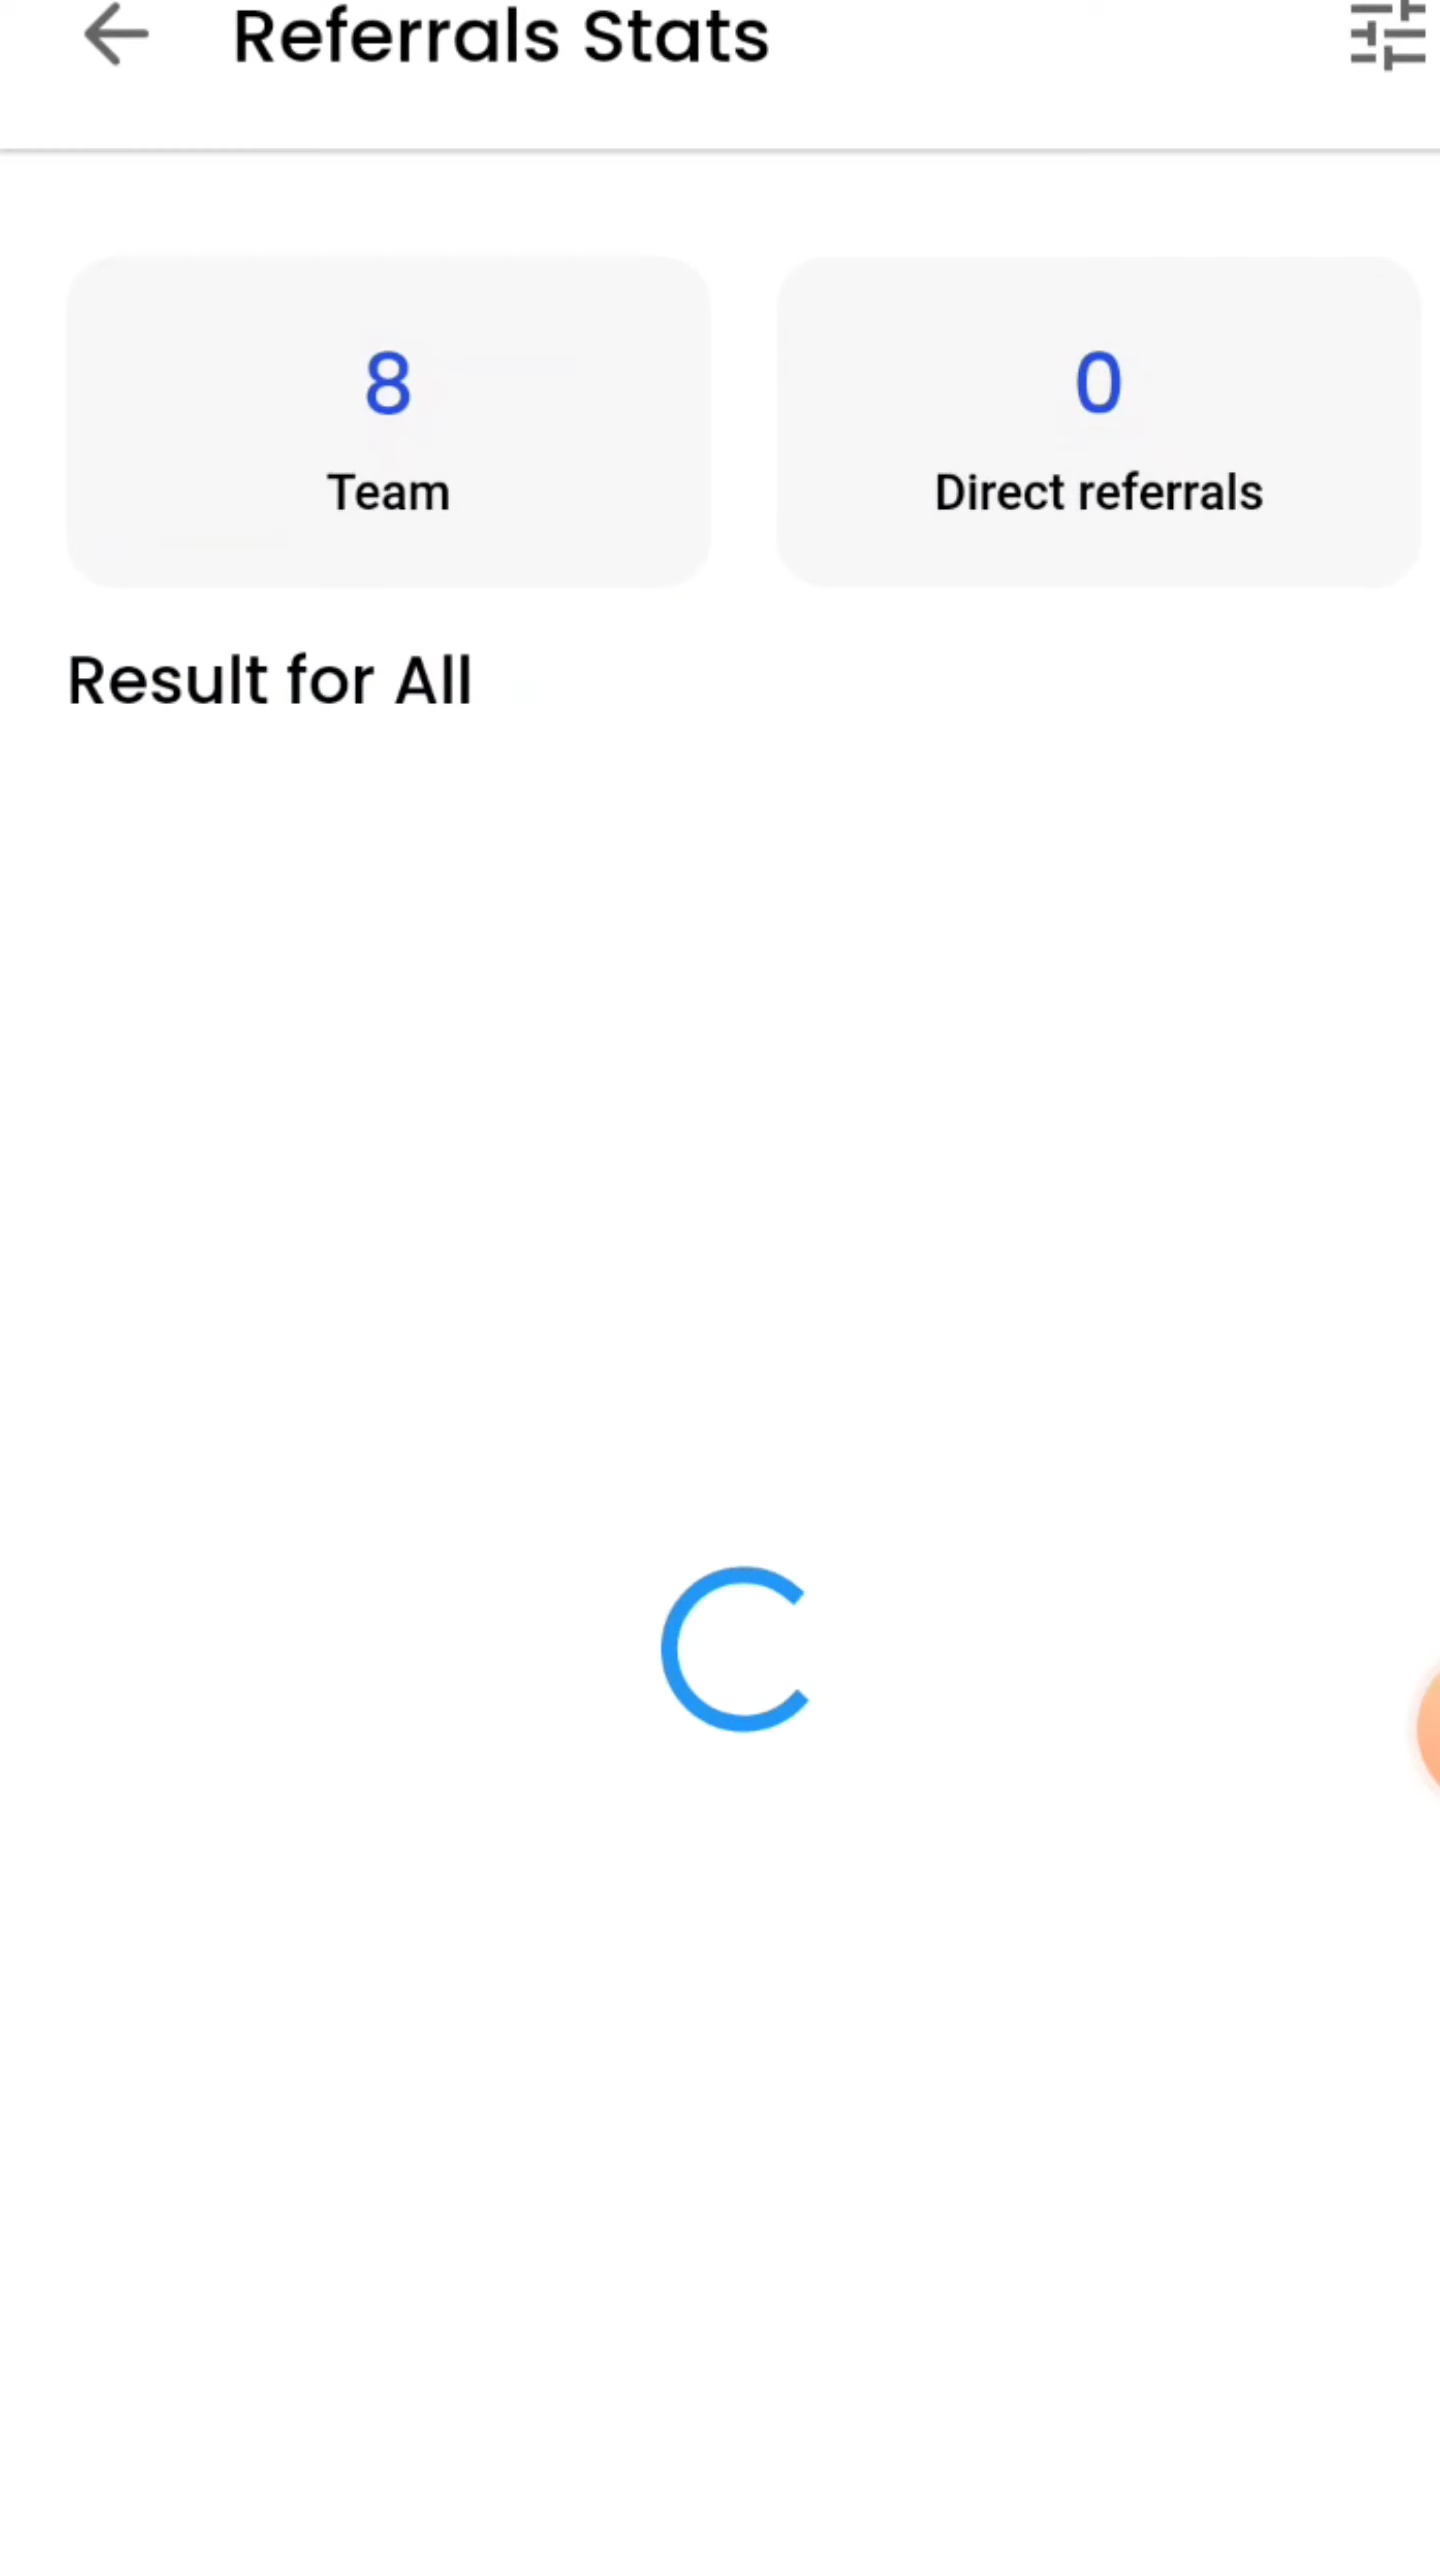 Referrals Stats
8
Team
0
Direct referrals
Result for All